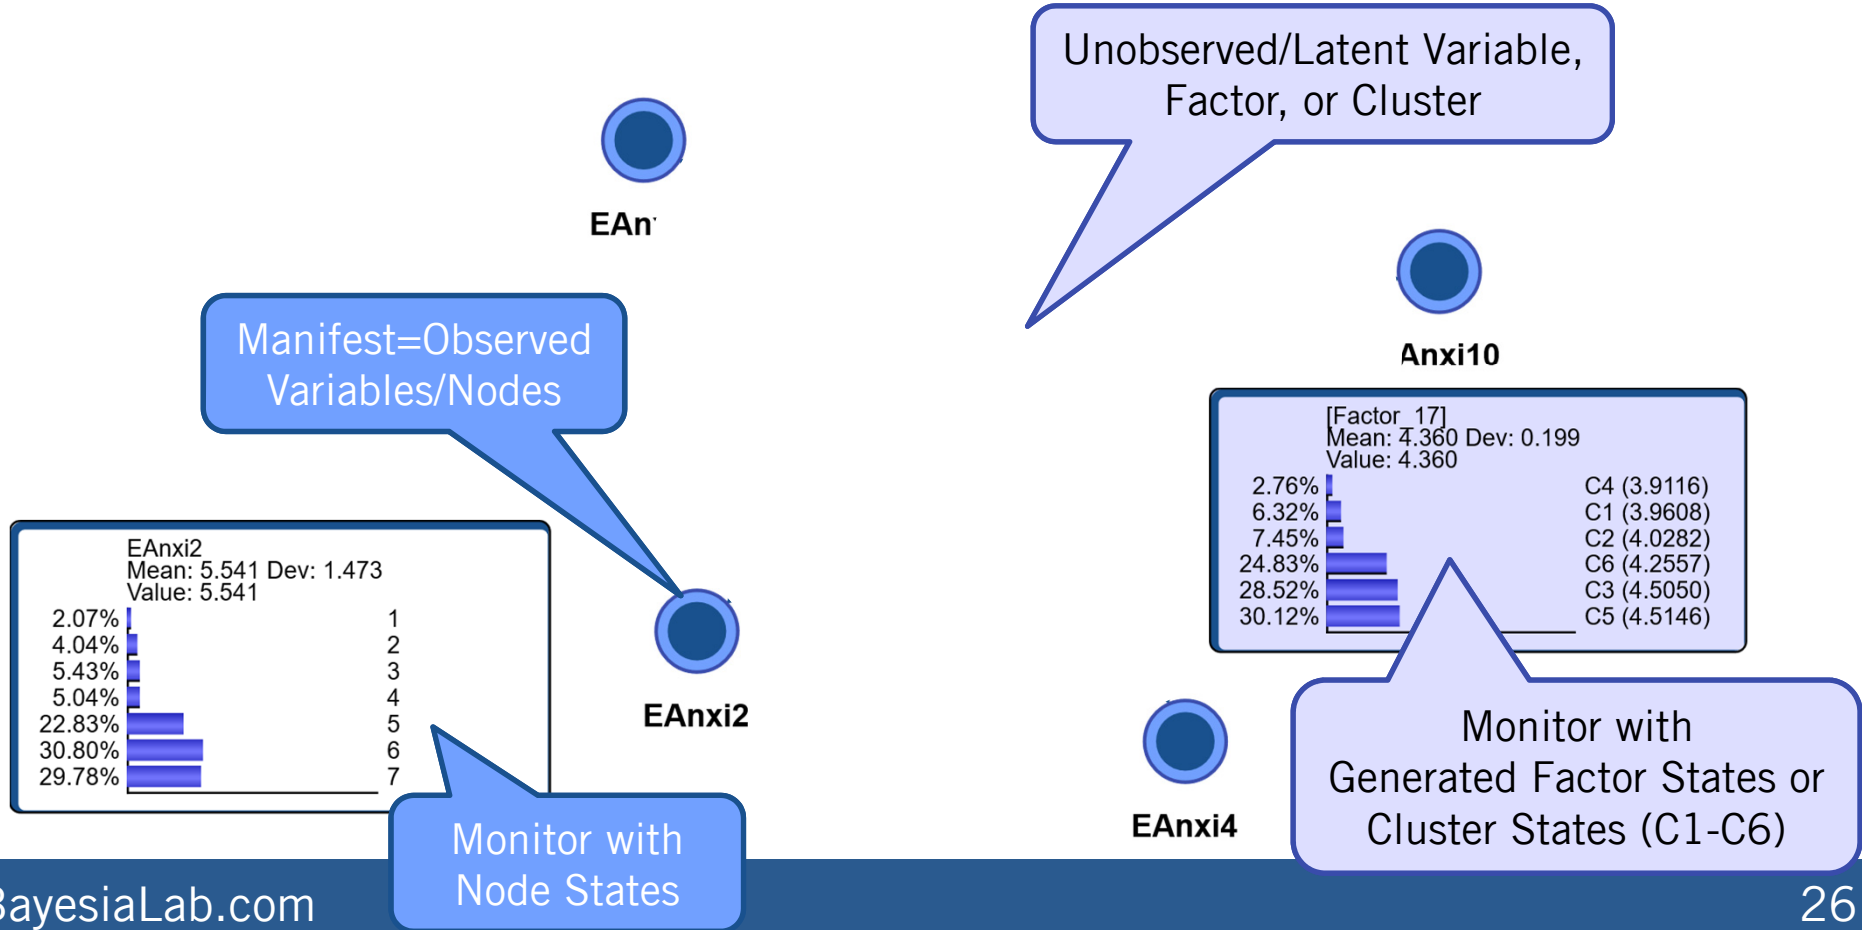 Unobserved/Latent Variable,
Factor, or Cluster
EAn
Manifest=Observed
Variables/Nodes
Anxi10
[Factor_17]
Mean: 4.360 Dev: 0.199
Value: 4.360
2.76% C4 (3.9116)
6.32% C1 (3.9608)
7.45% C2 (4.0282)
24.83% C6 (4.2557)
28.52% C3 (4.5050)
30.12% C5 (4.5146)
EAnxi2
Mean: 5.541 Dev: 1.473
Value: 5.541
2.07% 1
4.04% 2
5.43% 3
5.04% 4
22.83% 5
30.80% 6
29.78% 7
EAnxi2
Monitor with
Node States
EAnxi4
Monitor with
Generated Factor States or
Cluster States (C1-C6)
BayesiaLab.com
26